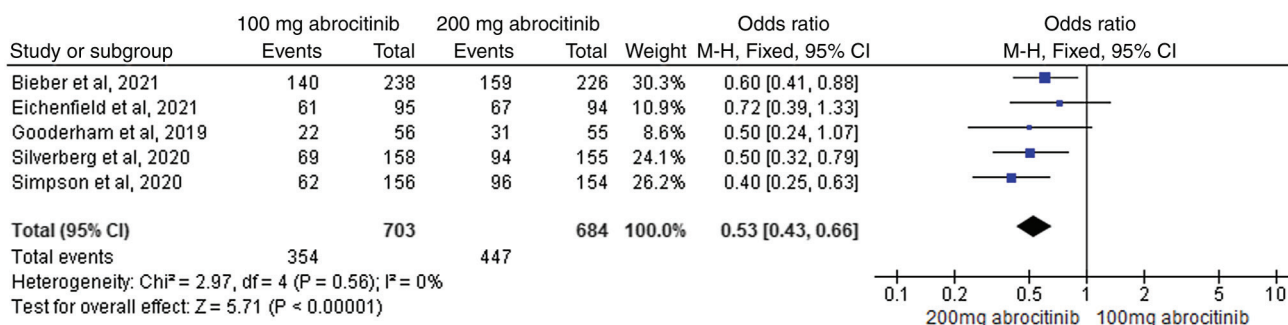 100 mg abrocitinib 200 mg abrocitinib Odds ratio Odds ratio
Study or subgroup Events Total Events Total Weight M-H, Fixed, 95% CI M-H, Fixed, 95% CI
Bieber et al, 2021 140 238 159 226 30.3% 0.60 [0.41, 0.88]
Eichenfield et al, 2021 61 95 67 94 10.9% 0.72 [0.39, 1.33]
Gooderham et al, 2019 22 56 31 55 8.6% 0.50 [0.24, 1.07]
Silverberg et al, 2020 69 158 94 155 24.1% 0.50 [0.32, 0.79]
Simpson et al, 2020 62 156 96 154 26.2% 0.40 [0.25, 0.63]
Total (95% CI) 703 684 100.0% 0.53 [0.43, 0.66]
Total events 354 447
Heterogeneity: Chi² = 2.97, df = 4 (P = 0.56); I² = 0%
Test for overall effect: Z = 5.71 (P < 0.00001)
0.1 0.2 0.5 1 2 5 10
200mg abrocitinib 100mg abrocitinib